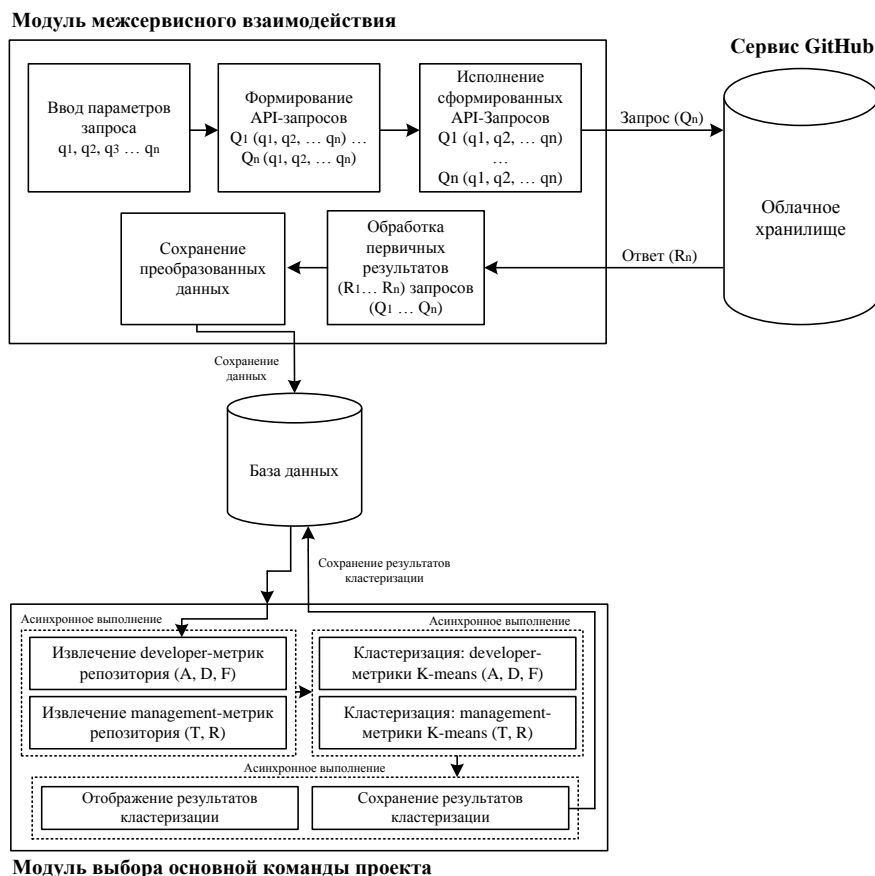 Модуль межсервисного взаимодействия
Сервис GitHub
Ввод параметров
запроса
q1, q2, q3 … qn
Формирование
API-запросов
Q1 (q1, q2, … qn) …
Qn (q1, q2, … qn)
Исполнение
сформированных
API-Запросов
Q1 (q1, q2, … qn)
…
Qn (q1, q2, … qn)
Запрос (Qn)
Облачное
хранилище
Ответ (Rn)
Обработка
первичных
результатов
(R1… Rn) запросов
(Q1 … Qn)
Сохранение
преобразованных
данных
Сохранение
данных
База данных
Сохранение результатов
кластеризации
Асинхронное выполнение
Извлечение developer-метрик
репозитория (A, D, F)
Извлечение management-метрик
репозитория (T, R)
Асинхронное выполнение
Кластеризация: developer-
метрики K-means (A, D, F)
Кластеризация: management-
метрики K-means (T, R)
Асинхронное выполнение
Отображение результатов
кластеризации
Сохранение результатов
кластеризации
Модуль выбора основной команды проекта